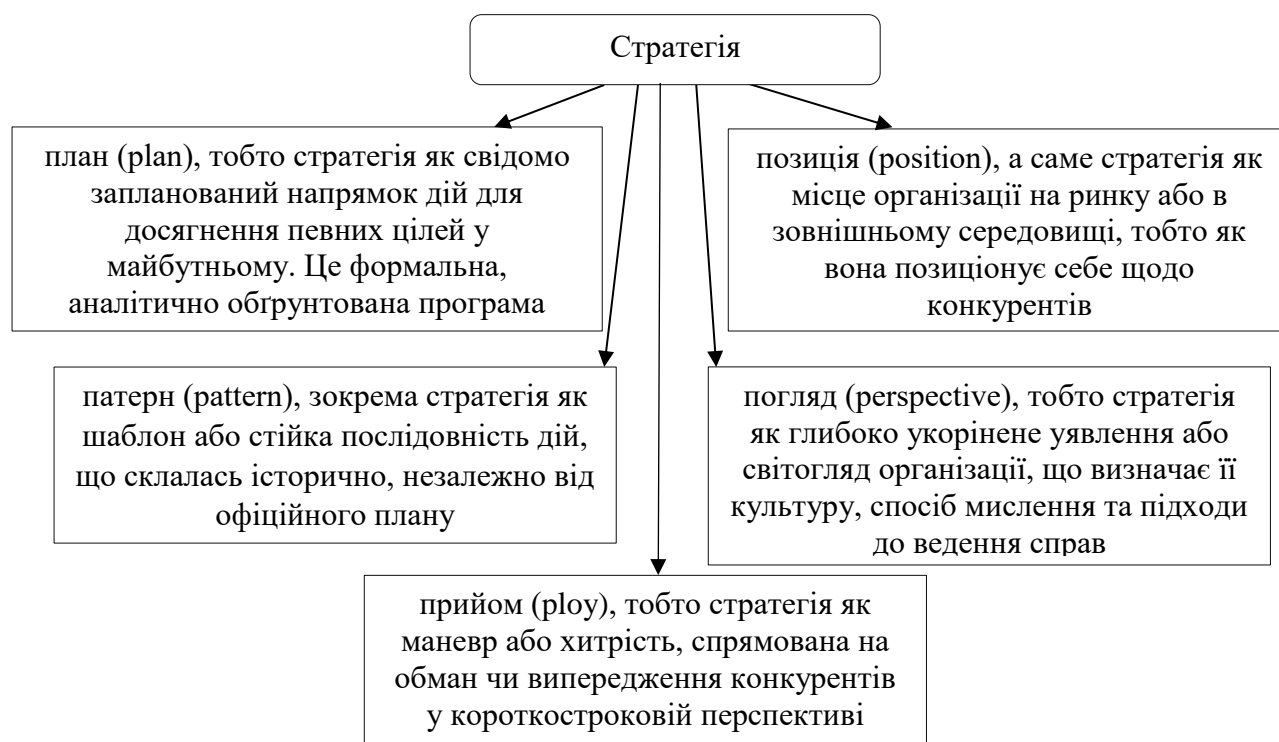 Стратегія
план (plan), тобто стратегія як свідомо
запланований напрямок дій для
досягнення певних цілей у
майбутньому. Це формальна,
аналітично обґрунтована програма
позиція (position), а саме стратегія як
місце організації на ринку або в
зовнішньому середовищі, тобто як
вона позиціонує себе щодо
конкурентів
патерн (pattern), зокрема стратегія як
шаблон або стійка послідовність дій,
що склалась історично, незалежно від
офіційного плану
погляд (perspective), тобто стратегія
як глибоко укорінене уявлення або
світогляд організації, що визначає її
культуру, спосіб мислення та підходи
до ведення справ
прийом (ploy), тобто стратегія як
маневр або хитрість, спрямована на
обман чи випередження конкурентів
у короткостроковій перспективі